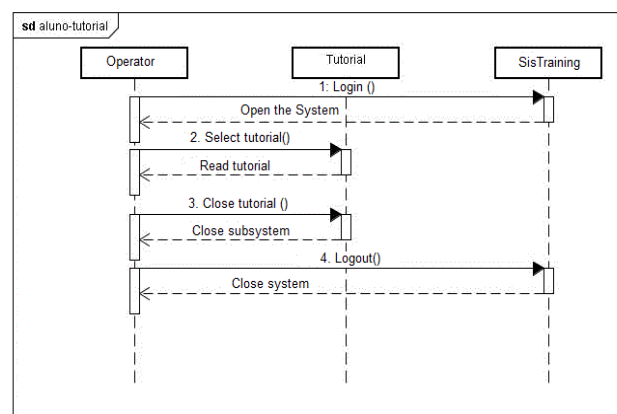 sd aluno-tutorial
Operator
Tutorial
SisTraining
1: Login ()
Open the System
2. Select tutorial()
Read tutorial
3. Close tutorial ()
Close subsystem
4. Logout()
Close system